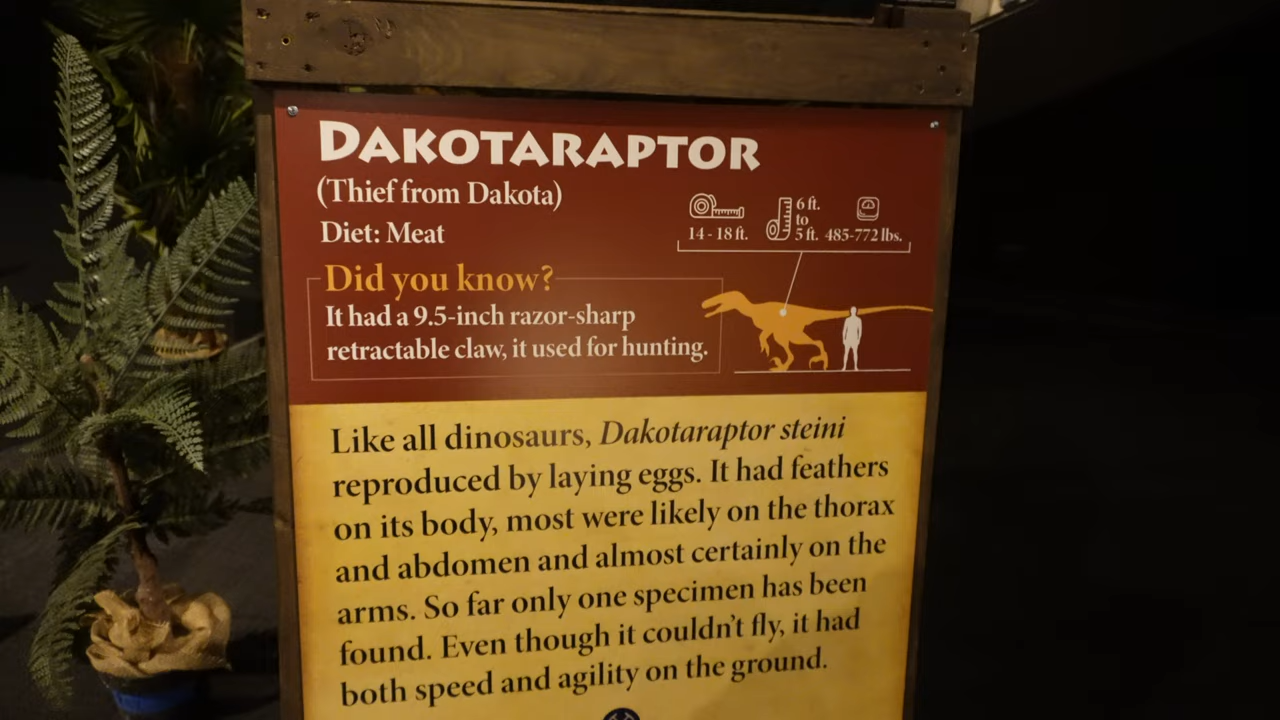 DAKOTARAPTOR
(Thief from Dakota)
Diet: Meat
14 - 18 ft.
6 ft.
to
5 ft.
485-772 lbs.
Did you know?
It had a 9.5-inch razor-sharp
retractable claw, it used for hunting.
Like all dinosaurs, Dakotaraptor steini
reproduced by laying eggs. It had feathers
on its body, most were likely on the thorax
and abdomen and almost certainly on the
arms. So far only one specimen has been
found. Even though it couldn't fly, it had
both speed and agility on the ground.